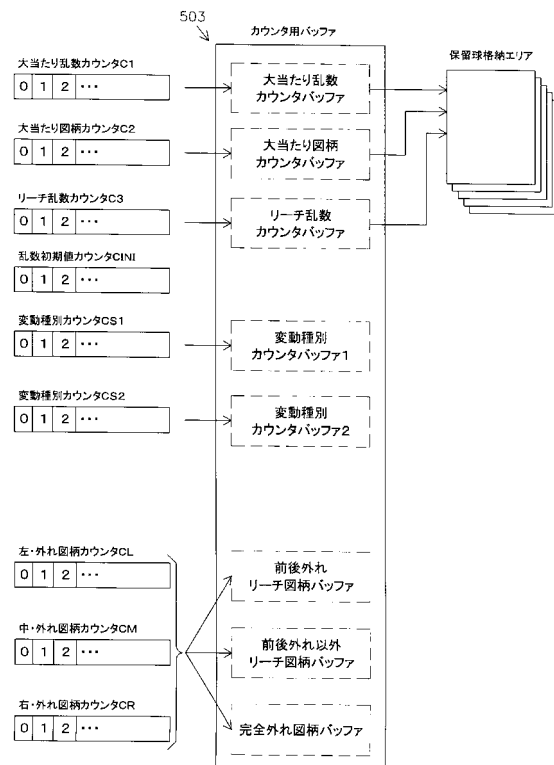 503
カウンタ用バッファ
保留球格納エリア
大当たり乱数カウンタC1
0 1 2 ･･･
大当たり乱数
カウンタバッファ
大当たり図柄カウンタC2
0 1 2 ･･･
大当たり図柄
カウンタバッファ
リーチ乱数カウンタC3
0 1 2 ･･･
リーチ乱数
カウンタバッファ
乱数初期値カウンタCINI
0 1 2 ･･･
変動種別カウンタCS1
0 1 2 ･･･
変動種別
カウンタバッファ1
変動種別カウンタCS2
0 1 2 ･･･
変動種別
カウンタバッファ2
左・外れ図柄カウンタCL
0 1 2 ･･･
前後外れ
リーチ図柄バッファ
中・外れ図柄カウンタCM
0 1 2 ･･･
前後外れ以外
リーチ図柄バッファ
右・外れ図柄カウンタCR
0 1 2 ･･･
完全外れ図柄バッファ